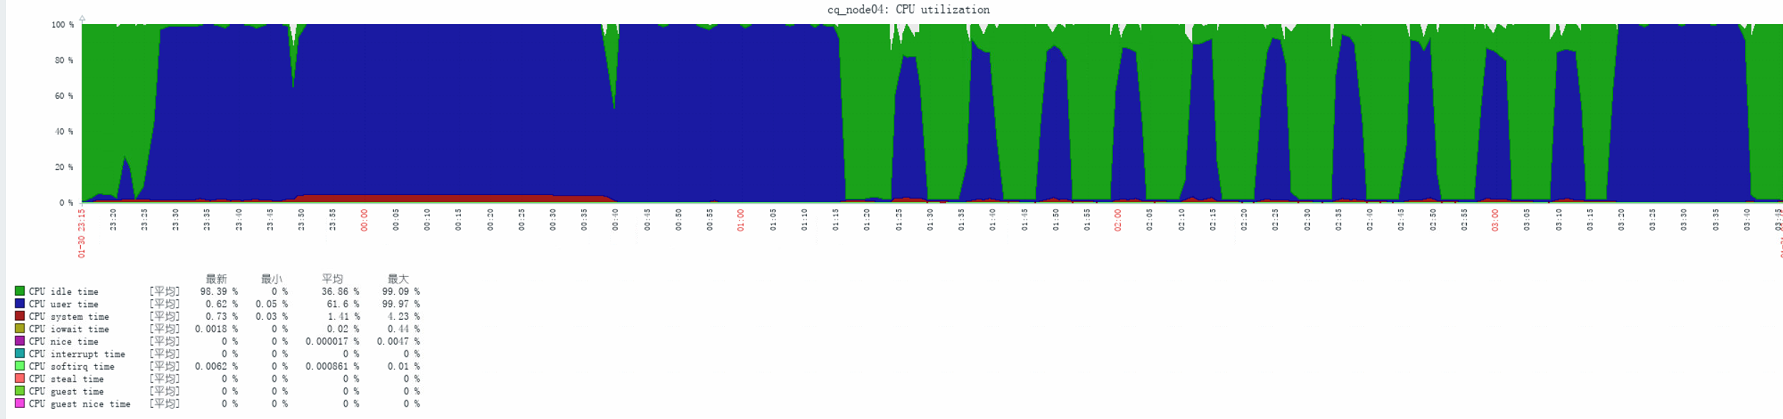 cq_node04: CPU utilization
100 %
80 %
60 %
40 %
20 %
0 %
01-30 23:15 23:20 23:25 23:30 23:35 23:40 23:45 23:50 23:55 00:00 00:05 00:10 00:15 00:20 00:25 00:30 00:35 00:40 00:45 00:50 00:55 01:00 01:05 01:10 01:15 01:20 01:25 01:30 01:35 01:40 01:45 01:50 01:55 02:00 02:05 02:10 02:15 02:20 02:25 02:30 02:35 02:40 02:45 02:50 02:55 03:00 03:05 03:10 03:15 03:20 03:25 03:30 03:35 03:40
最新 最小 平均 最大
CPU idle time [平均] 98.39 % 0 % 36.86 % 99.09 %
CPU user time [平均] 0.62 % 0.05 % 61.6 % 99.97 %
CPU system time [平均] 0.73 % 0.03 % 1.41 % 4.23 %
CPU iowait time [平均] 0.0018 % 0 % 0.02 % 0.44 %
CPU nice time [平均] 0 % 0 % 0.000017 % 0.0047 %
CPU interrupt time [平均] 0 % 0 % 0 % 0 %
CPU softirq time [平均] 0.0062 % 0 % 0.000861 % 0.01 %
CPU steal time [平均] 0 % 0 % 0 % 0 %
CPU guest time [平均] 0 % 0 % 0 % 0 %
CPU guest nice time [平均] 0 % 0 % 0 % 0 %